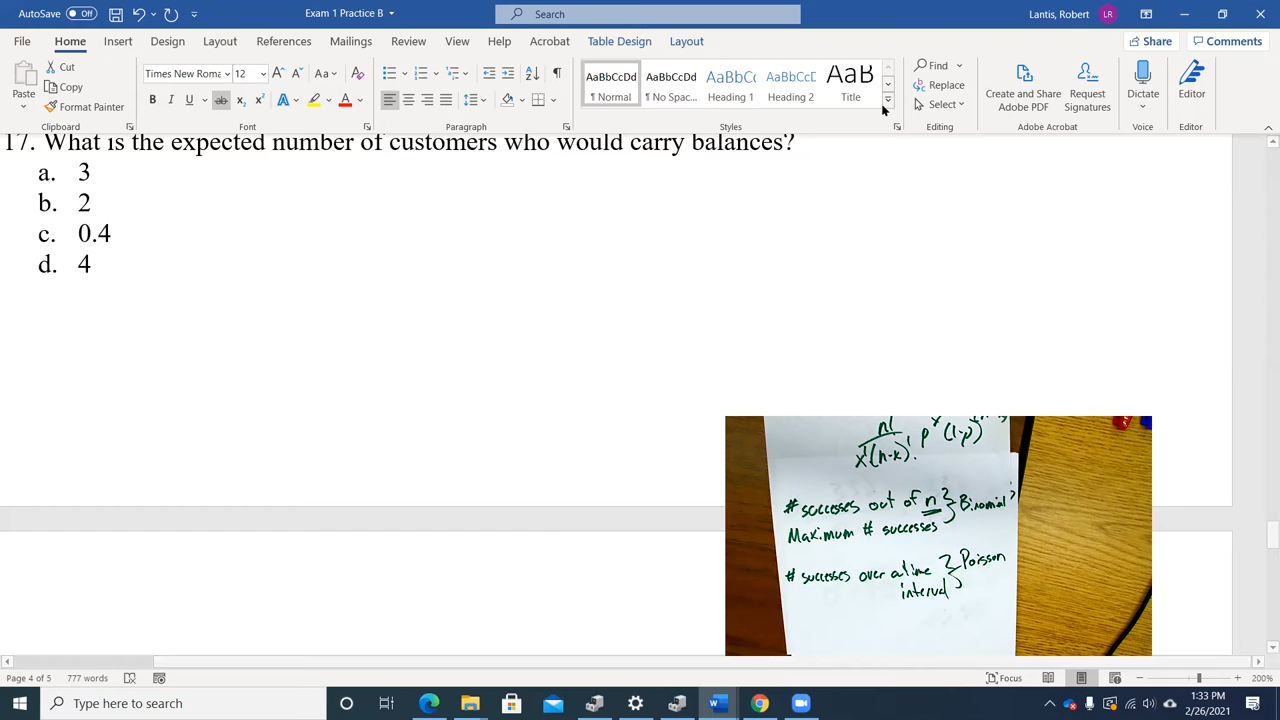 AutoSave Off
Exam 1 Practice B
Search
Lantis, Robert LR
File Home Insert Design Layout References Mailings Review View Help Acrobat Table Design Layout Share Comments
Paste Cut Copy Format Painter Clipboard
Times New Roma 12 Font
Paragraph
AaBbCcDd AaBbCcDd AaBbCc AaBbCcE AaB
¶ Normal ¶ No Spac... Heading 1 Heading 2 Title
Styles
Find Replace Select Editing
Create and Share Adobe PDF
Request Signatures
Adobe Acrobat
Dictate Voice
Editor Editor
17. What is the expected number of customers who would carry balances?
a. 3
b. 2
c. 0.4
d. 4
n!
x!(n-x)! p^x (1-p)
# successes out of n } Binomial
Maximum # successes
# successes over a time } Poisson
interval
Page 4 of 5 777 words Focus 200%
Type here to search
1:33 PM
2/26/2021